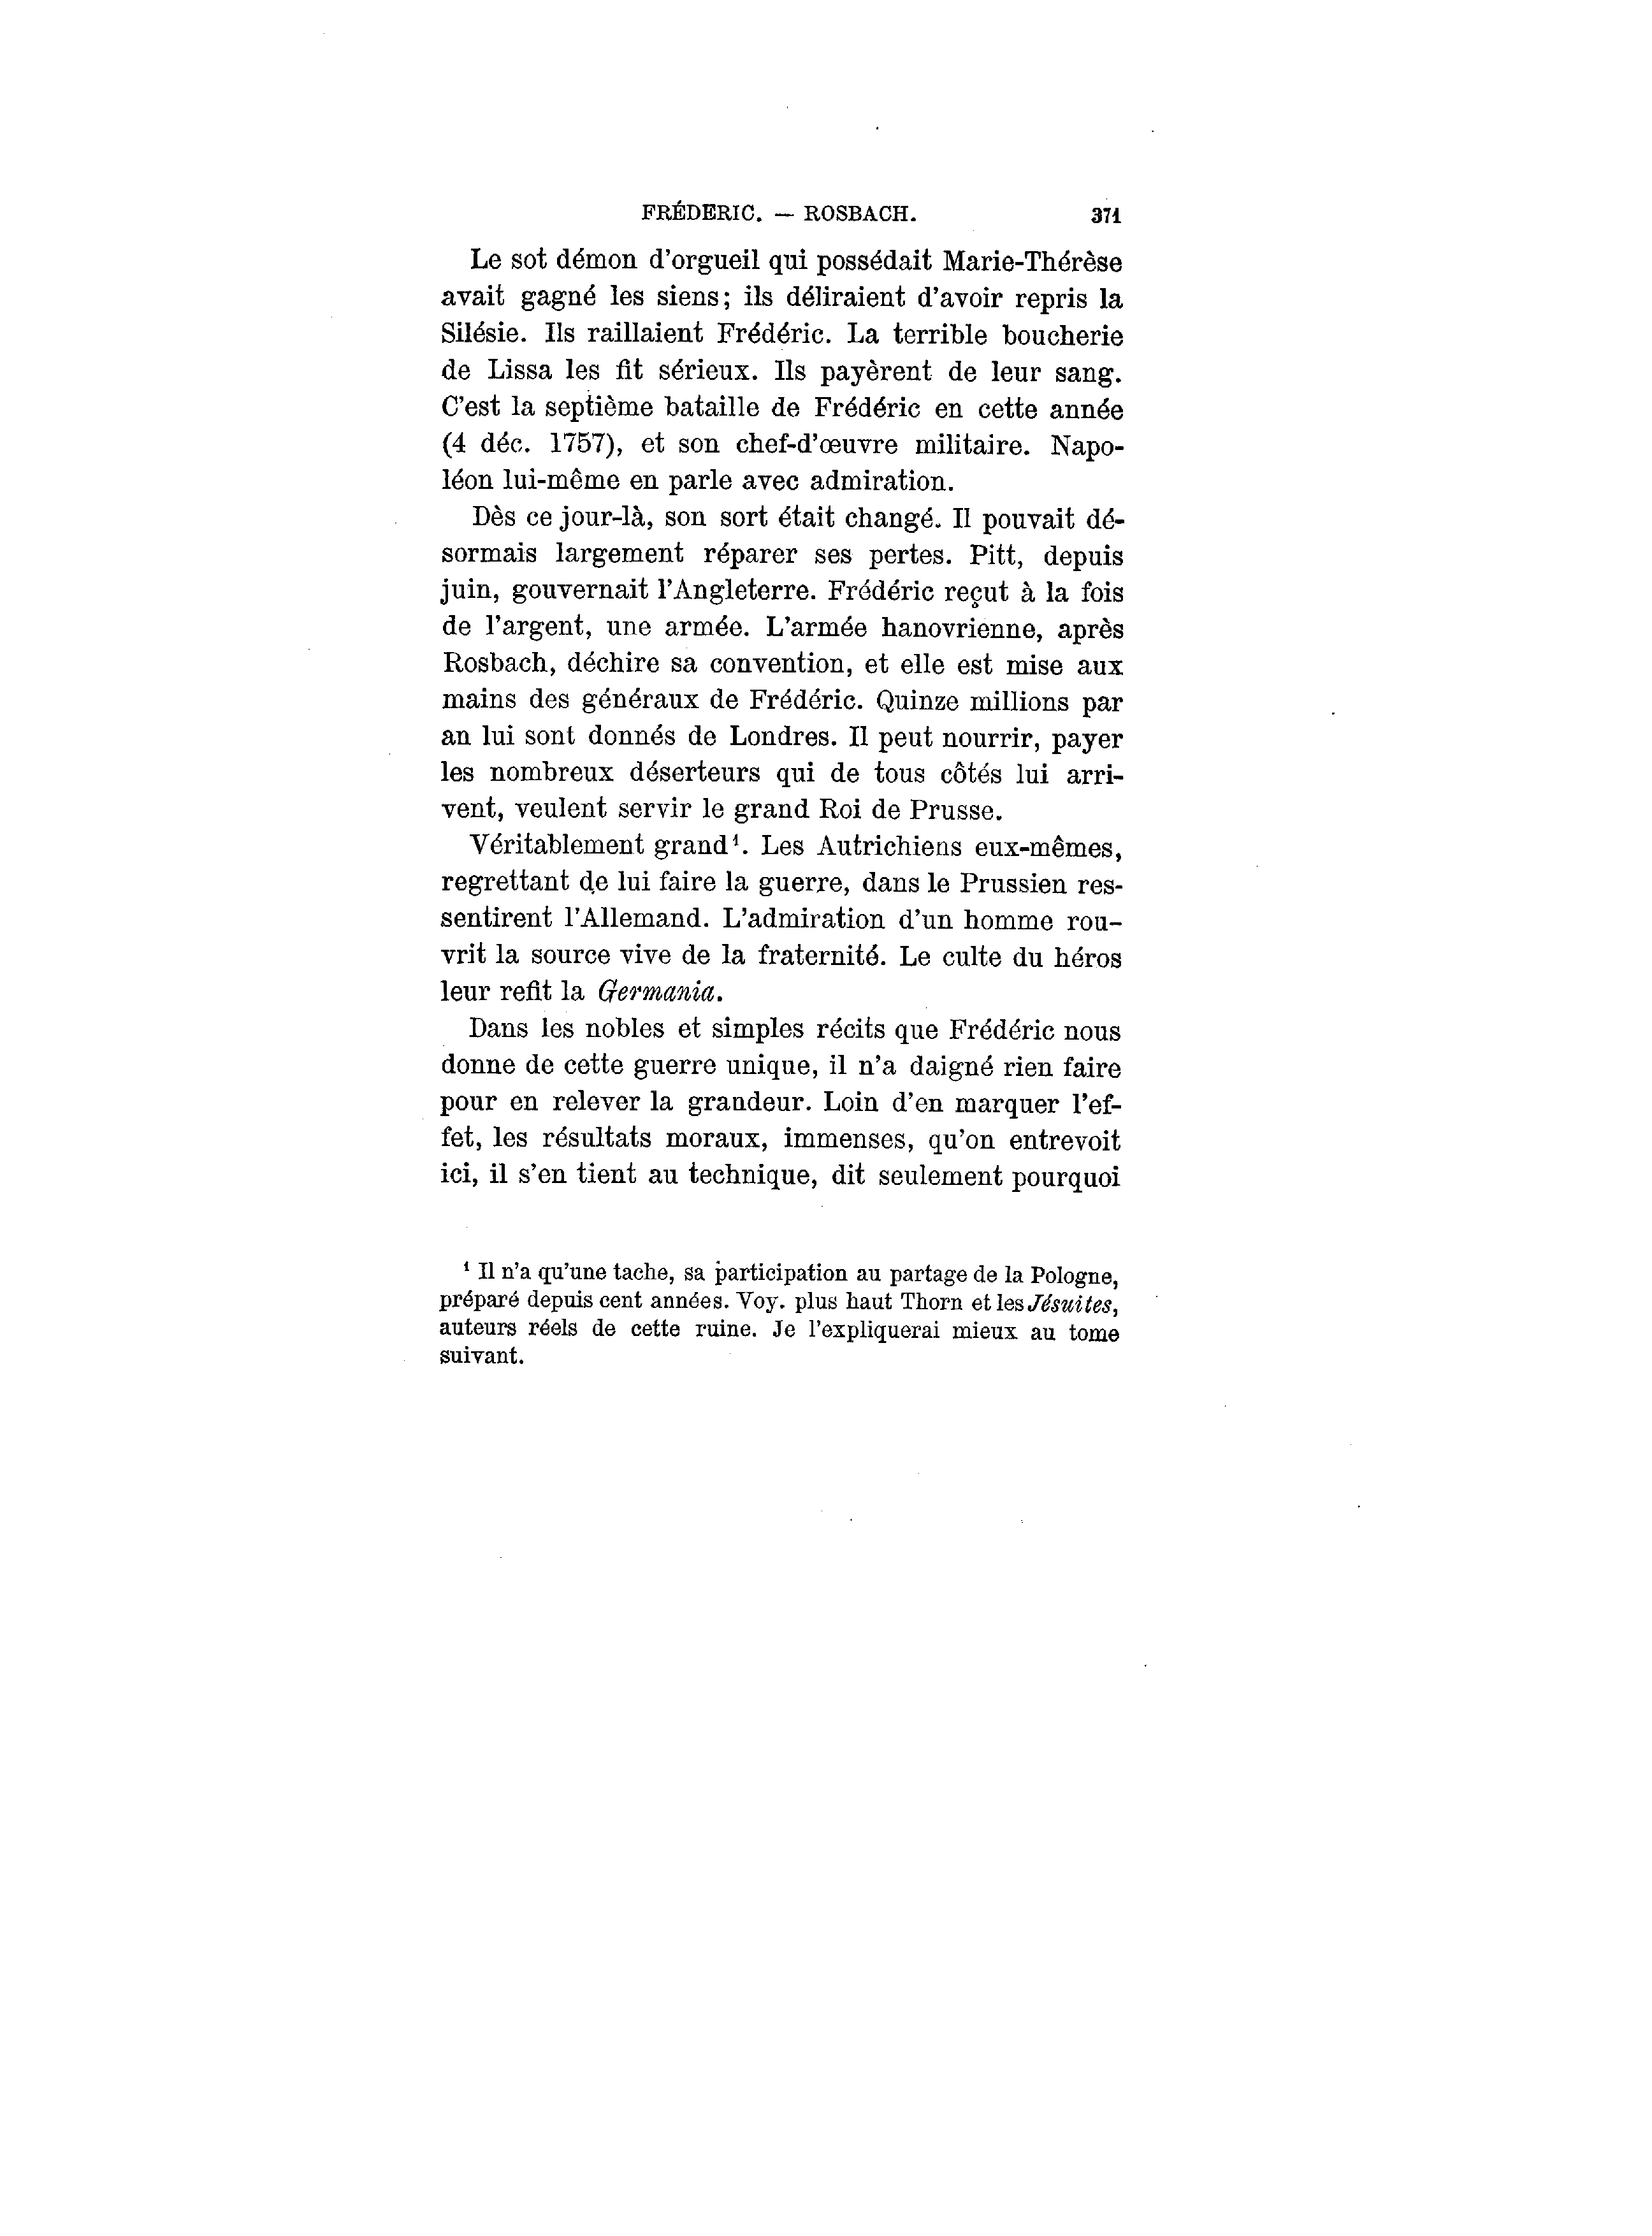 FRÉDERIC. — ROSBACH. 371
Le sot démon d'orgueil qui possédait Marie-Thérèse
avait gagné les siens; ils déliraient d'avoir repris la
Silésie. Ils raillaient Frédéric. La terrible boucherie
de Lissa les fit sérieux. Ils payèrent de leur sang.
C'est la septième bataille de Frédéric en cette année
(4 déc. 1757), et son chef-d'œuvre militaire. Napo-
léon lui-même en parle avec admiration.
Dès ce jour-là, son sort était changé. Il pouvait dé-
sormais largement réparer ses pertes. Pitt, depuis
juin, gouvernait l'Angleterre. Frédéric reçut à la fois
de l'argent, une armée. L'armée hanovrienne, après
Rosbach, déchire sa convention, et elle est mise aux
mains des généraux de Frédéric. Quinze millions par
an lui sont donnés de Londres. Il peut nourrir, payer
les nombreux déserteurs qui de tous côtés lui arri-
vent, veulent servir le grand Roi de Prusse.
Véritablement grand¹. Les Autrichiens eux-mêmes,
regrettant de lui faire la guerre, dans le Prussien res-
sentirent l'Allemand. L'admiration d'un homme rou-
vrit la source vive de la fraternité. Le culte du héros
leur refit la Germania.
Dans les nobles et simples récits que Frédéric nous
donne de cette guerre unique, il n'a daigné rien faire
pour en relever la grandeur. Loin d'en marquer l'ef-
fet, les résultats moraux, immenses, qu'on entrevoit
ici, il s'en tient au technique, dit seulement pourquoi
¹ Il n'a qu'une tache, sa participation au partage de la Pologne,
préparé depuis cent années. Voy. plus haut Thorn et les Jésuites,
auteurs réels de cette ruine. Je l'expliquerai mieux au tome
suivant.